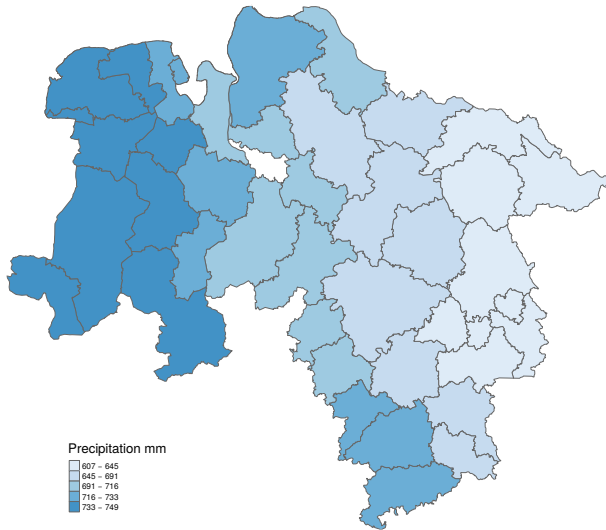 Precipitation mm
607 – 645
645 – 691
691 – 716
716 – 733
733 – 749